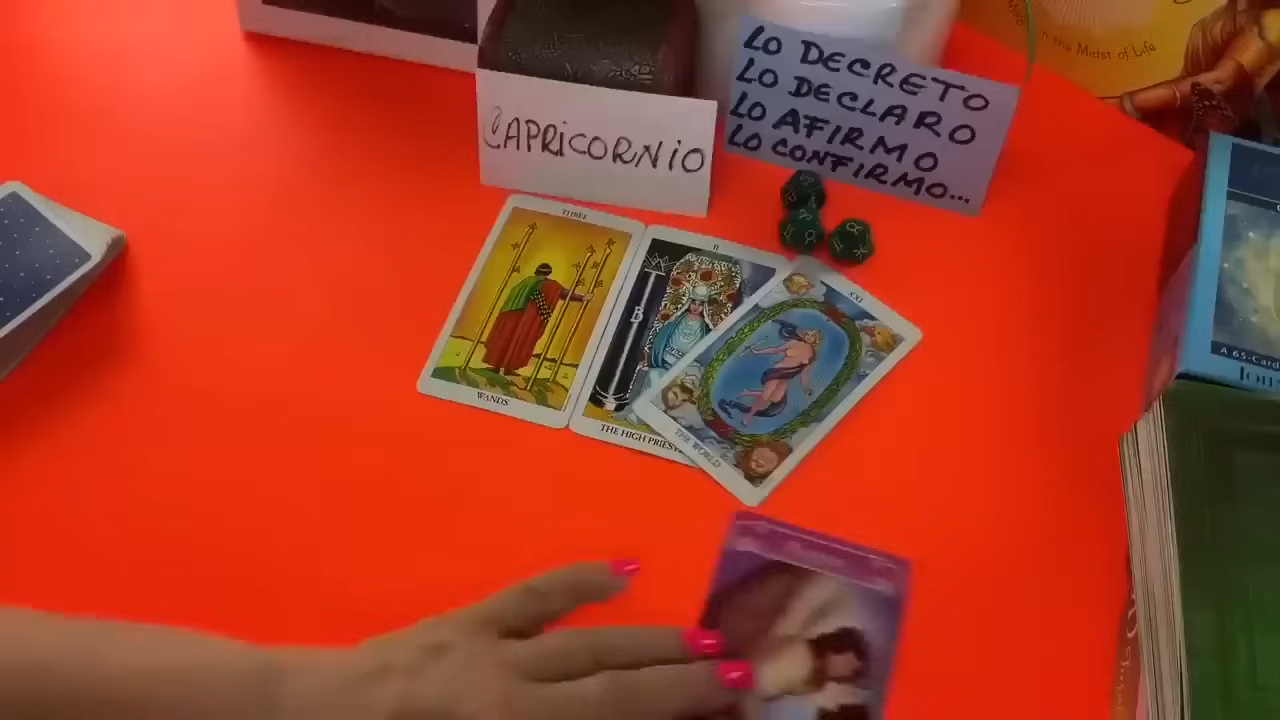 in the Midst of Life
LO DECRETO
LO DECLARO
LO AFIRMO
LO CONFIRMO...
CAPRICORNIO
THREE
WANDS
II
B
THE HIGH
XXI
THE WORLD
A 65-Card